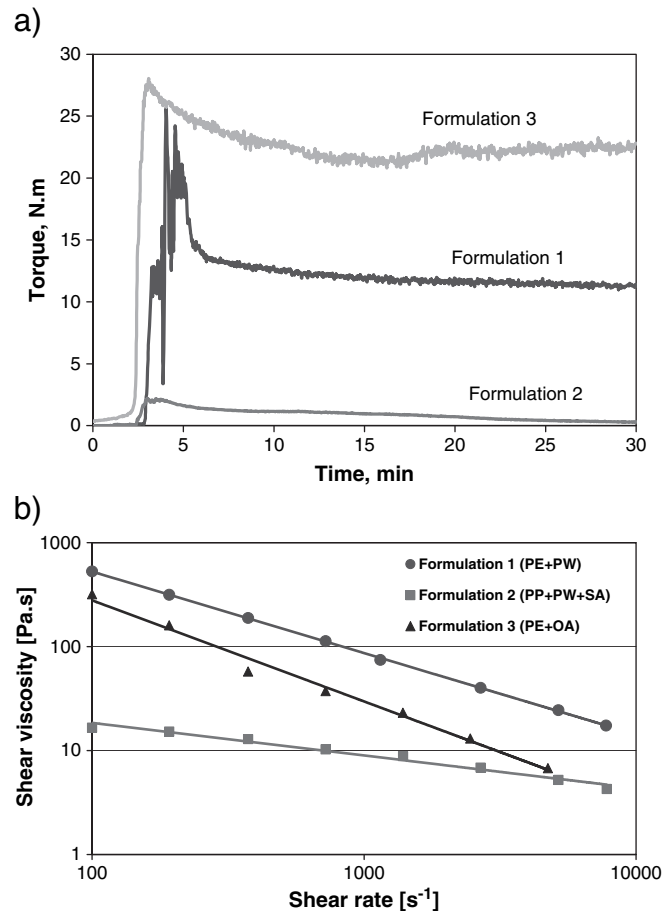 a)
30
25
20
15
10
5
0
Torque, N.m
Formulation 3
Formulation 1
Formulation 2
0 5 10 15 20 25 30
Time, min
b)
1000
100
10
1
Shear viscosity [Pa.s]
Formulation 1 (PE+PW)
Formulation 2 (PP+PW+SA)
Formulation 3 (PE+OA)
100 1000 10000
Shear rate [s⁻¹]